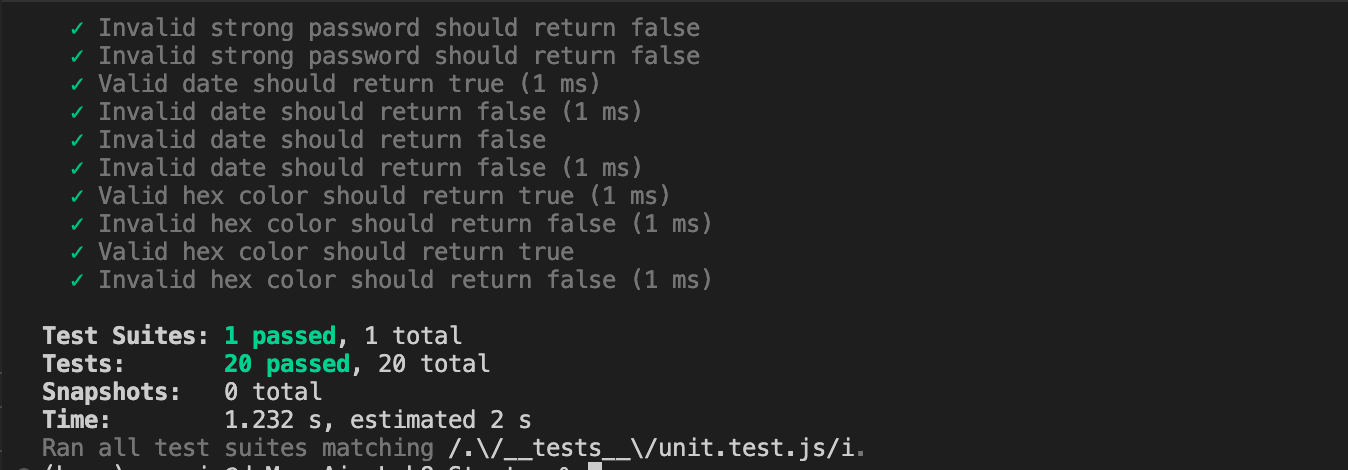 ✓ Invalid strong password should return false
✓ Invalid strong password should return false
✓ Valid date should return true (1 ms)
✓ Invalid date should return false (1 ms)
✓ Invalid date should return false
✓ Invalid date should return false (1 ms)
✓ Valid hex color should return true (1 ms)
✓ Invalid hex color should return false (1 ms)
✓ Valid hex color should return true
✓ Invalid hex color should return false (1 ms)
Test Suites: 1 passed, 1 total
Tests: 20 passed, 20 total
Snapshots: 0 total
Time: 1.232 s, estimated 2 s
Ran all test suites matching /.\/__tests__\/unit.test.js/i.